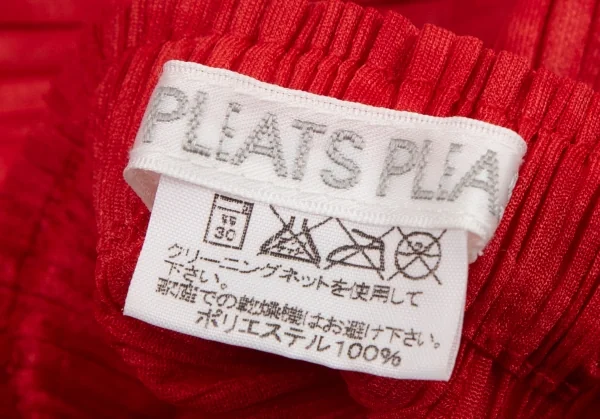 PLEATS PLEA
弱 30
クリーニングネットを使用して
下さい。
家庭での乾燥機はお避け下さい。
ポリエステル100%